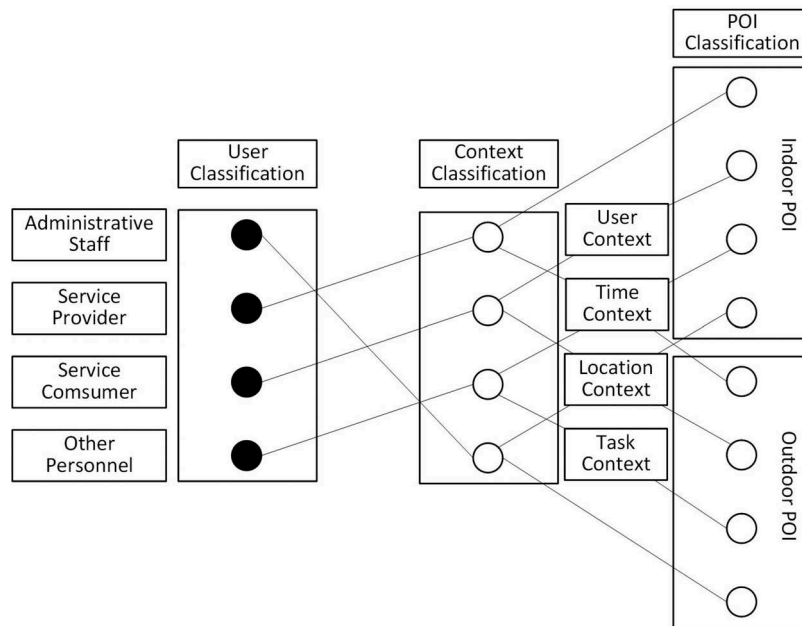 POI
Classification
User
Classification
Context
Classification
Administrative
Staff
Service
Provider
Service
Comsumer
Other
Personnel
User
Context
Time
Context
Location
Context
Task
Context
Indoor POI
Outdoor POI